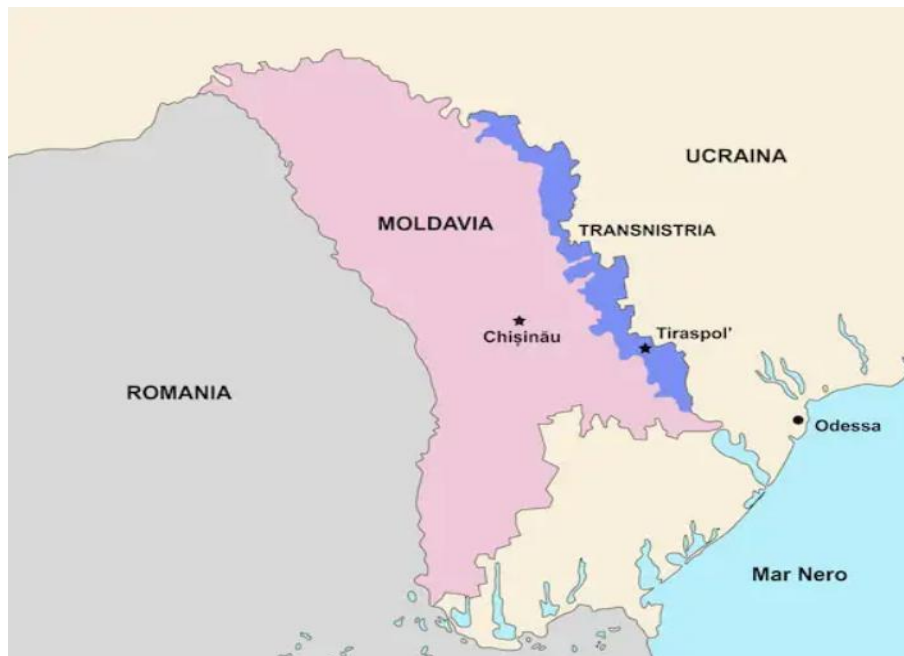 UCRAINA
MOLDAVIA
TRANSNISTRIA
Chișinău
Tiraspol'
ROMANIA
Odessa
Mar Nero